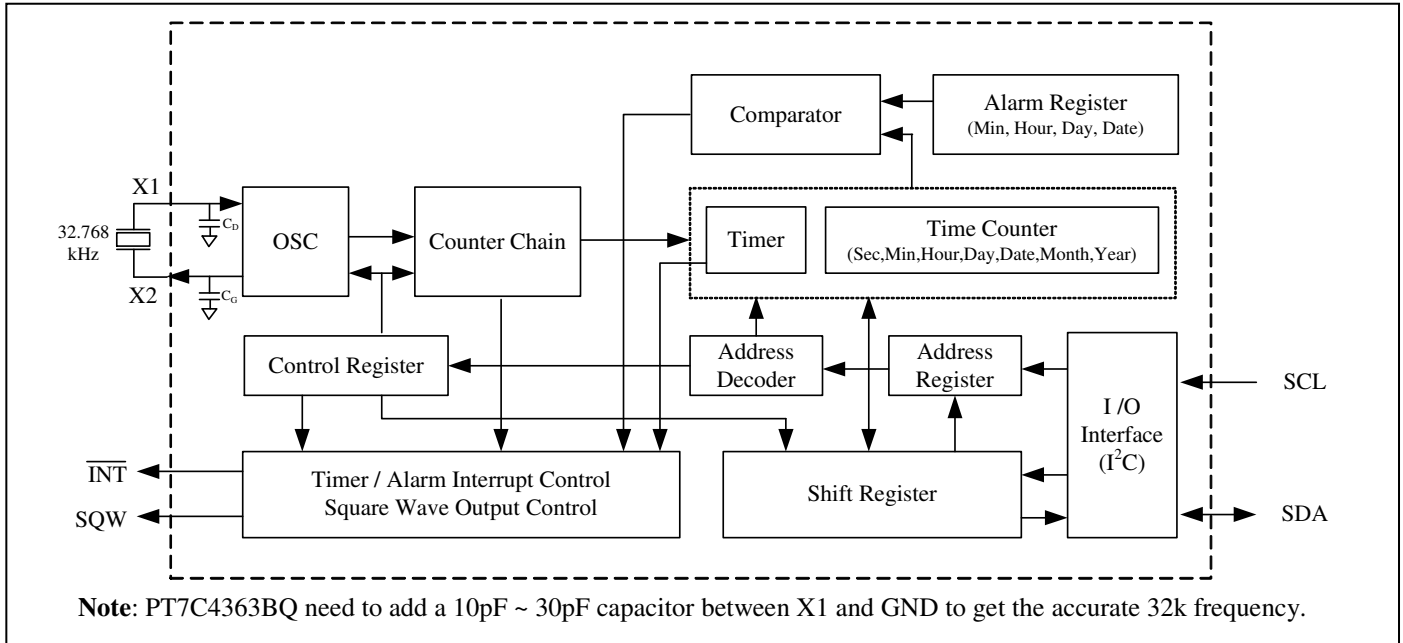 Comparator
Alarm Register
(Min, Hour, Day, Date)
X1
32.768
kHz
X2
C_D
C_G
OSC
Counter Chain
Timer
Time Counter
(Sec,Min,Hour,Day,Date,Month,Year)
Control Register
Address
Decoder
Address
Register
I /O
Interface
(I²C)
SCL
SDA
INT
SQW
Timer / Alarm Interrupt Control
Square Wave Output Control
Shift Register
Note: PT7C4363BQ need to add a 10pF ~ 30pF capacitor between X1 and GND to get the accurate 32k frequency.